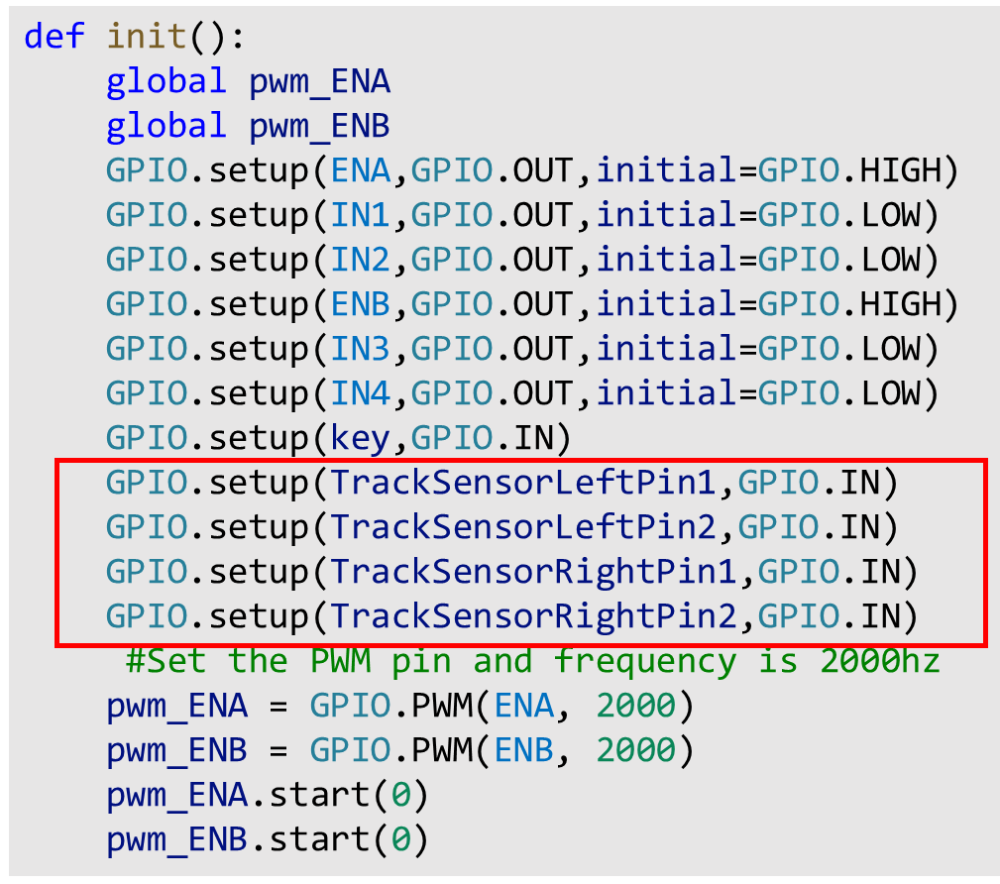 def init():
    global pwm_ENA
    global pwm_ENB
    GPIO.setup(ENA,GPIO.OUT,initial=GPIO.HIGH)
    GPIO.setup(IN1,GPIO.OUT,initial=GPIO.LOW)
    GPIO.setup(IN2,GPIO.OUT,initial=GPIO.LOW)
    GPIO.setup(ENB,GPIO.OUT,initial=GPIO.HIGH)
    GPIO.setup(IN3,GPIO.OUT,initial=GPIO.LOW)
    GPIO.setup(IN4,GPIO.OUT,initial=GPIO.LOW)
    GPIO.setup(key,GPIO.IN)
    GPIO.setup(TrackSensorLeftPin1,GPIO.IN)
    GPIO.setup(TrackSensorLeftPin2,GPIO.IN)
    GPIO.setup(TrackSensorRightPin1,GPIO.IN)
    GPIO.setup(TrackSensorRightPin2,GPIO.IN)
     #Set the PWM pin and frequency is 2000hz
    pwm_ENA = GPIO.PWM(ENA, 2000)
    pwm_ENB = GPIO.PWM(ENB, 2000)
    pwm_ENA.start(0)
    pwm_ENB.start(0)